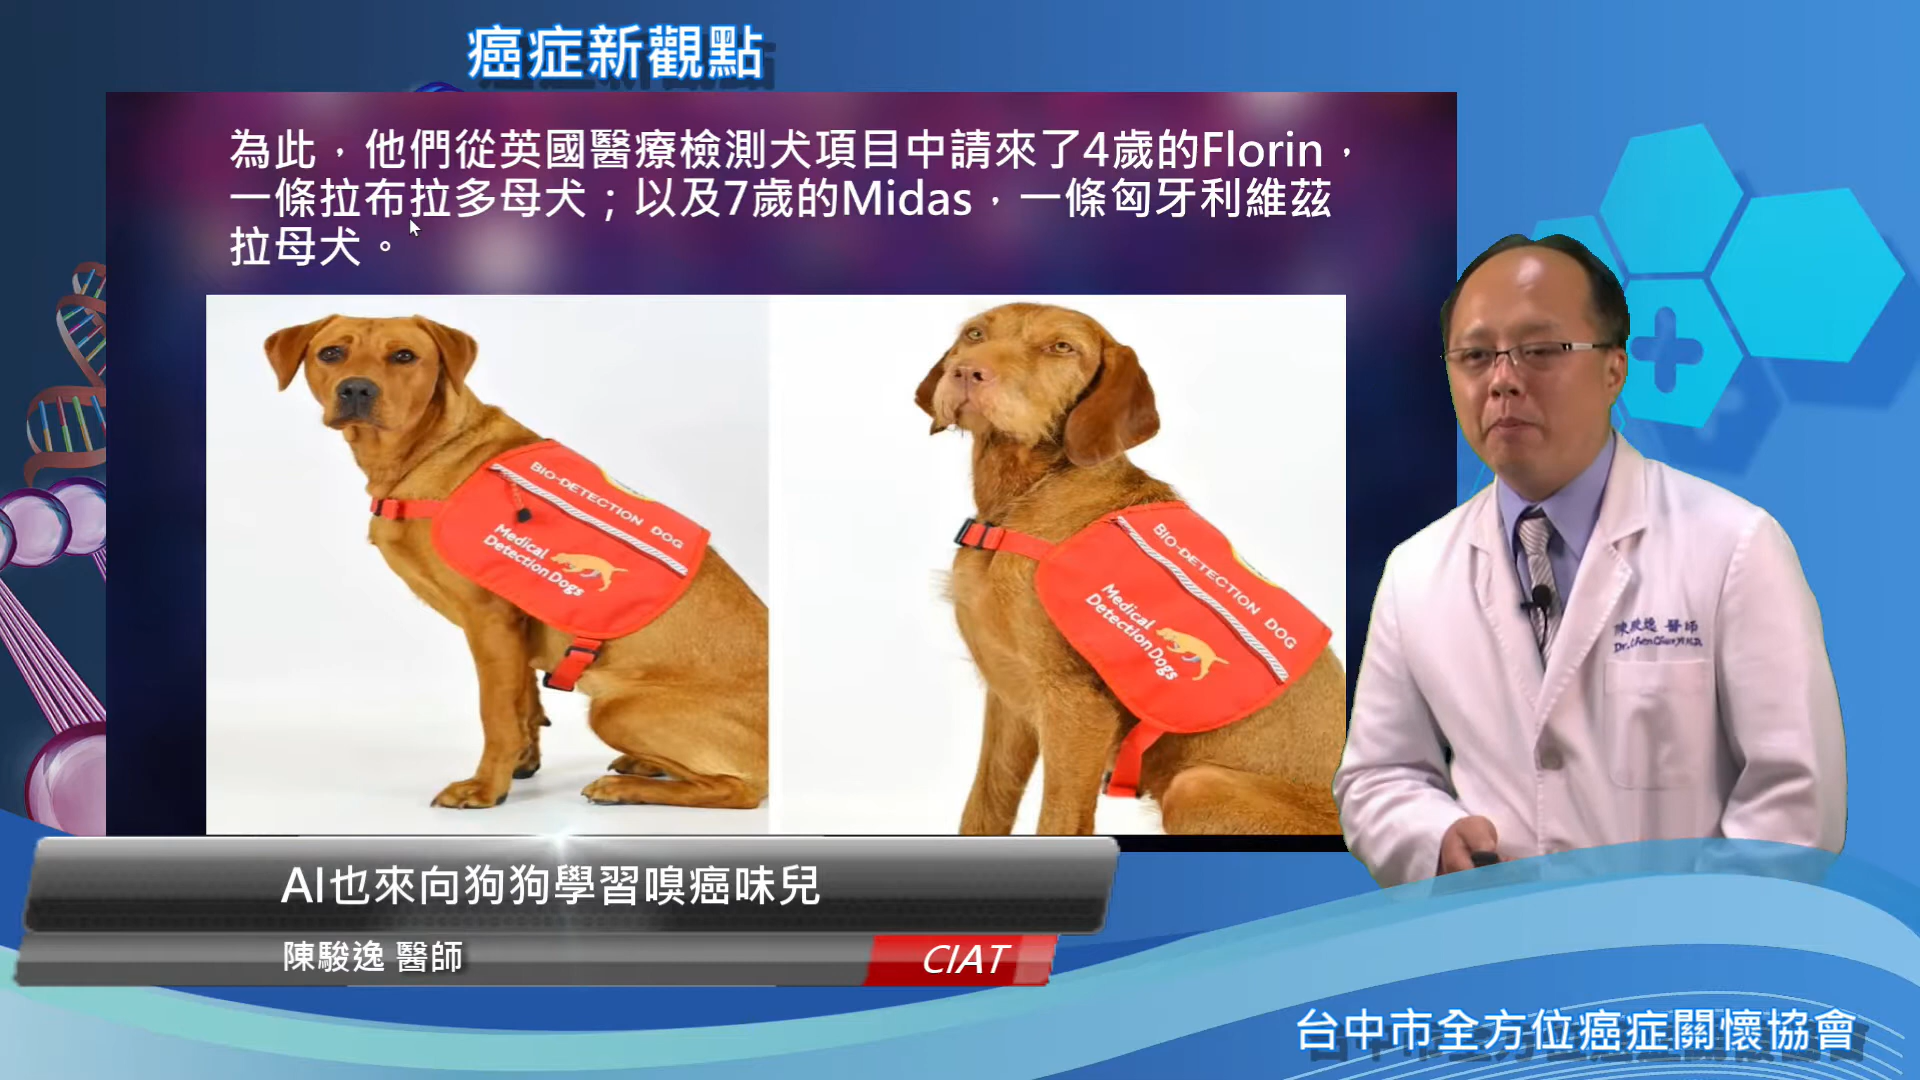 癌症新觀點
為此，他們從英國醫療檢測犬項目中請來了4歲的Florin，
一條拉布拉多母犬；以及7歲的Midas，一條匈牙利維茲
拉母犬。
BIO-DETECTION DOG
Medical
Detection Dogs
BIO-DETECTION DOG
Medical
Detection Dogs
陳駿逸 醫師
AI也來向狗狗學習嗅癌味兒
陳駿逸 醫師
CIAT
台中市全方位癌症關懷協會